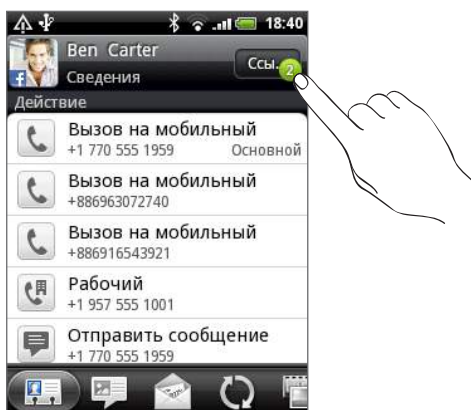 18:40
Ben Carter
Сведения
Ссы...
2
Действие
Вызов на мобильный
+1 770 555 1959 Основной
Вызов на мобильный
+886963072740
Вызов на мобильный
+886916543921
Рабочий
+1 957 555 1001
Отправить сообщение
+1 770 555 1959